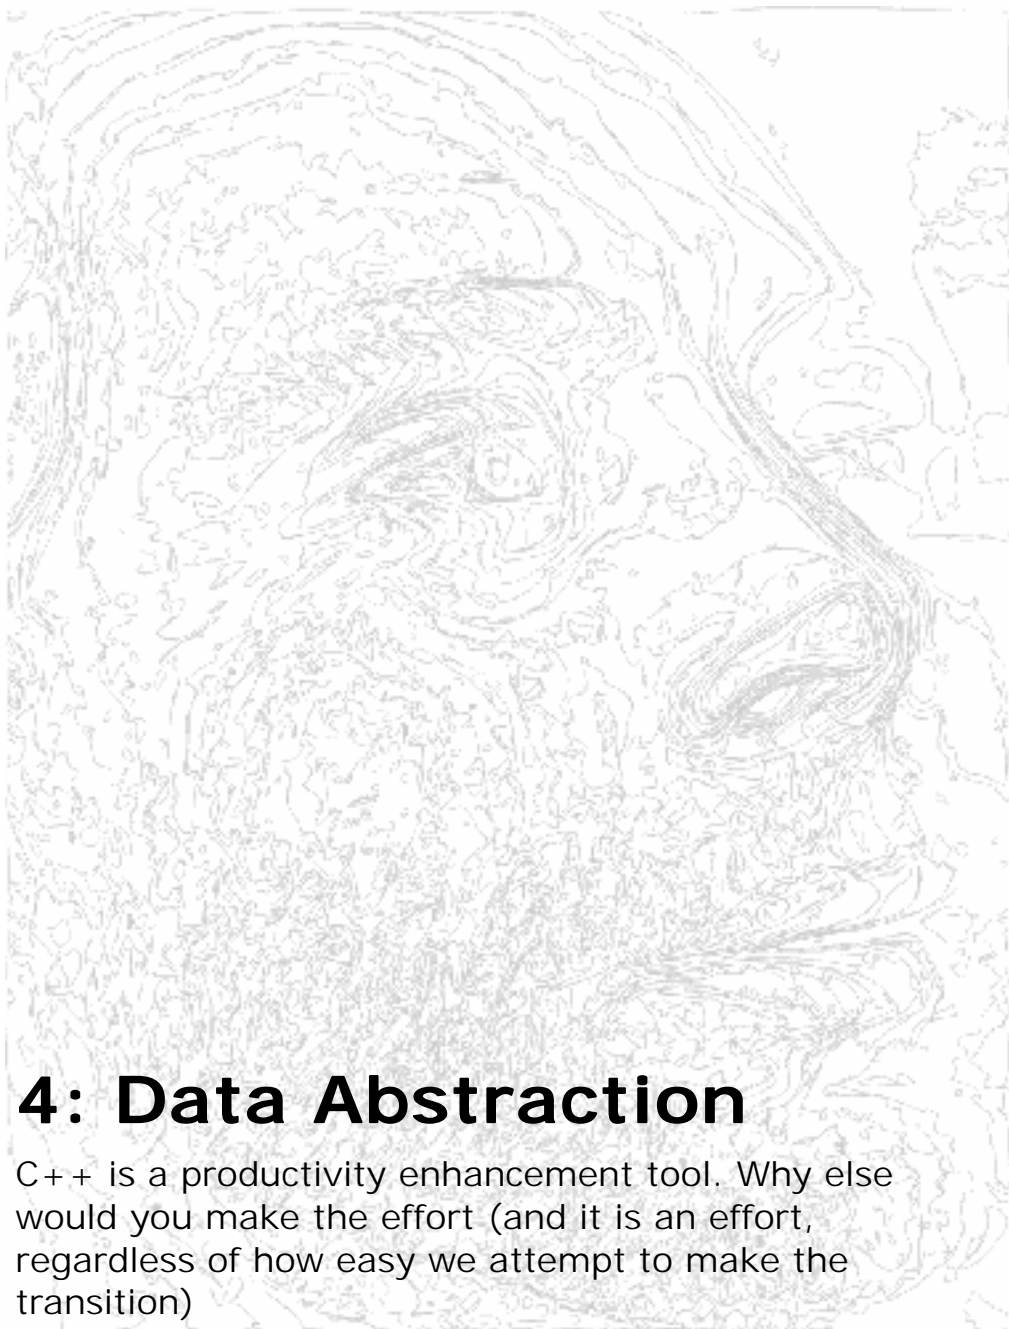 4: Data Abstraction
C++ is a productivity enhancement tool. Why else
would you make the effort (and it is an effort,
regardless of how easy we attempt to make the
transition)